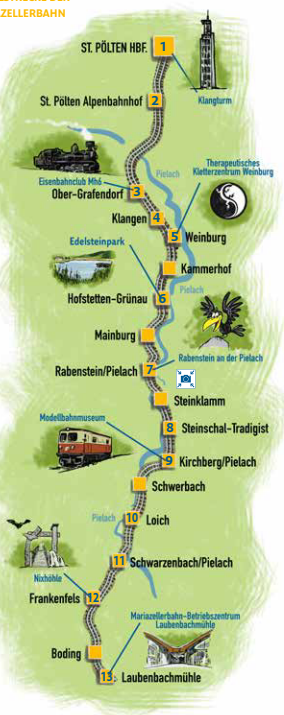 ZELLERBAHN
ST. PÖLTEN HBF.
1
Klangturm
St. Pölten Alpenbahnhof
2
Pielach
Therapeutisches
Kletterzentrum Weinburg
Eisenbahnclub Mh6
Ober-Grafendorf
3
Klangen
4
5
Weinburg
Edelsteinpark
Kammerhof
Pielach
Hofstetten-Grünau
6
Mainburg
Rabenstein an der Pielach
Rabenstein/Pielach
7
Steinklamm
Modellbahnmuseum
8
Steinschal-Tradigist
9
Kirchberg/Pielach
Schwerbach
Pielach
10
Loich
11
Schwarzenbach/Pielach
Nixhöhle
Frankenfels
12
Mariazellerbahn-Betriebszentrum
Laubenbachmühle
Boding
13
Laubenbachmühle